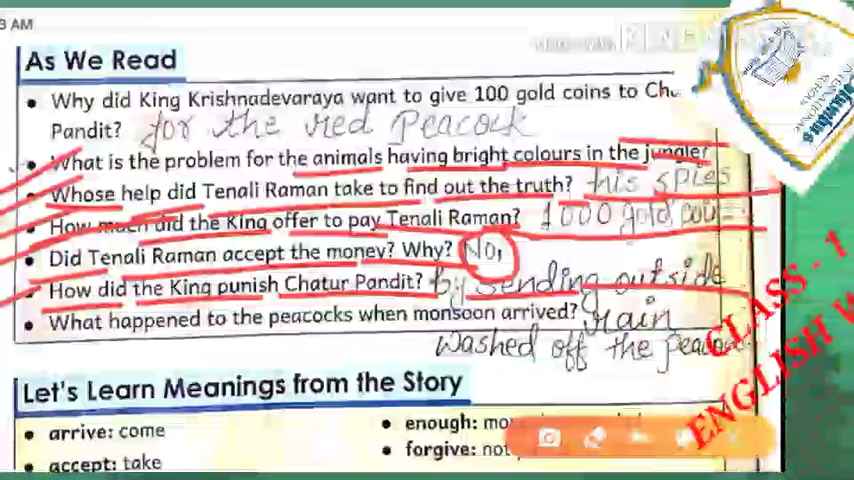 3 AM
As We Read
• Why did King Krishnadevaraya want to give 100 gold coins to
Pandit? for the red Peacock
• What is the problem for the animals having bright colours in the jungle?
• Whose help did Tenali Raman take to find out the truth? his spies
• How much did the King offer to pay Tenali Raman? 1000 gold
• Did Tenali Raman accept the money? Why? No,
• How did the King punish Chatur Pandit? by sending outside
• What happened to the peacocks when monsoon arrived? rain
washed off the
CLASS - 1
ENGLISH
Let's Learn Meanings from the Story
• arrive: come
• enough:
• forgive: not
• accept: take